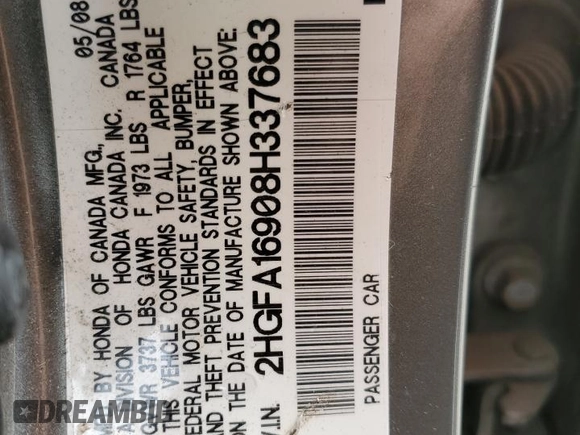 BY HONDA OF CANADA MFG., 05/08
A DIVISION OF HONDA CANADA INC. CANADA
GVWR 3737 LBS GAWR F 1973 LBS R 1764 LBS
THIS VEHICLE CONFORMS TO ALL APPLICABLE
FEDERAL MOTOR VEHICLE SAFETY, BUMPER,
AND THEFT PREVENTION STANDARDS IN EFFECT
ON THE DATE OF MANUFACTURE SHOWN ABOVE.
V.I.N. 2HGFA16908H337683
PASSENGER CAR
DREAMBID